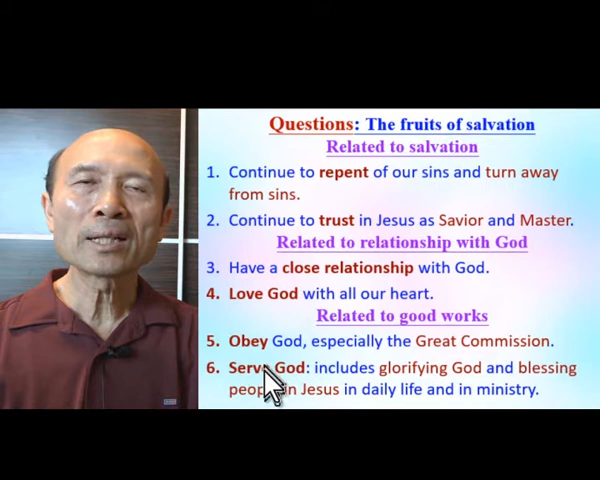 Questions: The fruits of salvation
Related to salvation
1. Continue to repent of our sins and turn away
from sins.
2. Continue to trust in Jesus as Savior and Master.
Related to relationship with God
3. Have a close relationship with God.
4. Love God with all our heart.
Related to good works
5. Obey God, especially the Great Commission.
6. Serve God: includes glorifying God and blessing
people in Jesus in daily life and in ministry.